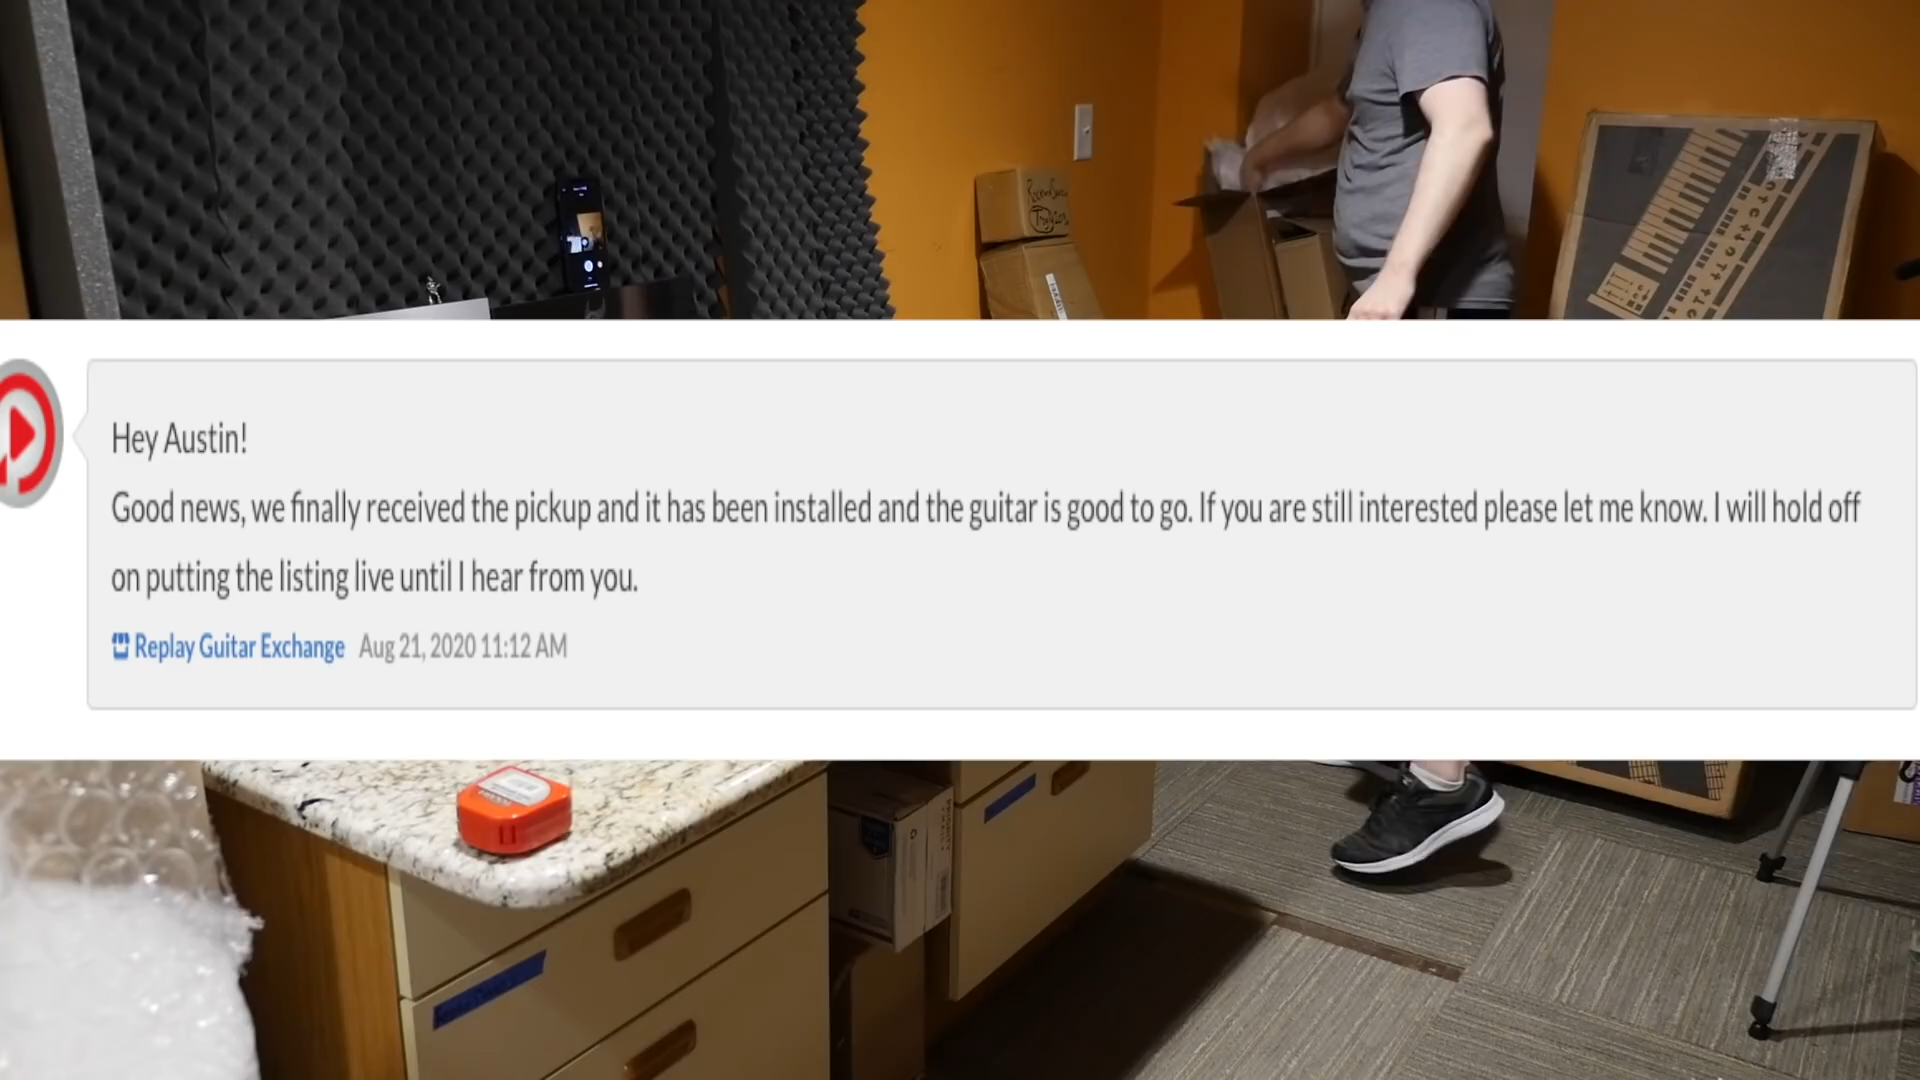 Hey Austin!
Good news, we finally received the pickup and it has been installed and the guitar is good to go. If you are still interested please let me know. I will hold off
on putting the listing live until I hear from you.
Replay Guitar Exchange Aug 21, 2020 11:12 AM